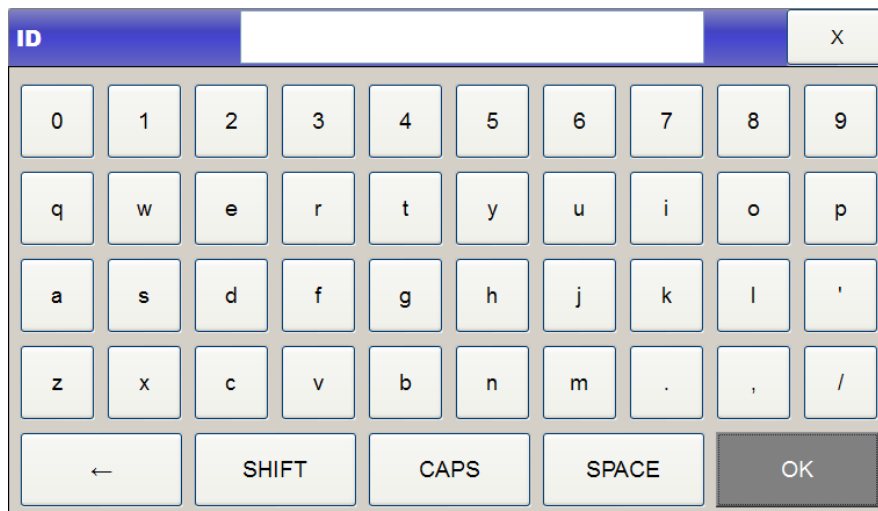 ID X
0 1 2 3 4 5 6 7 8 9
q w e r t y u i o p
a s d f g h j k l '
z x c v b n m . , /
← SHIFT CAPS SPACE OK